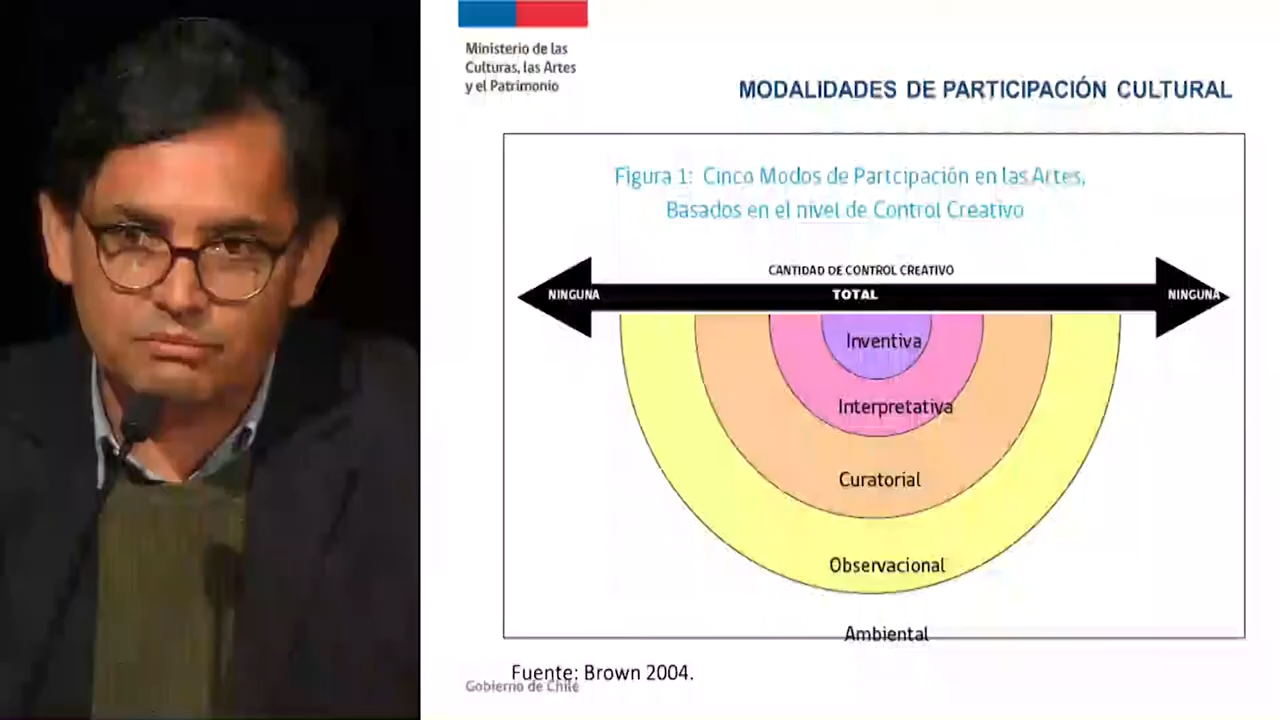 Ministerio de las
Culturas, las Artes
y el Patrimonio
MODALIDADES DE PARTICIPACIÓN CULTURAL
Figura 1: Cinco Modos de Partcipación en las Artes,
Basados en el nivel de Control Creativo
CANTIDAD DE CONTROL CREATIVO
NINGUNA TOTAL NINGUNA
Inventiva
Interpretativa
Curatorial
Observacional
Ambiental
Fuente: Brown 2004.
Gobierno de Chile